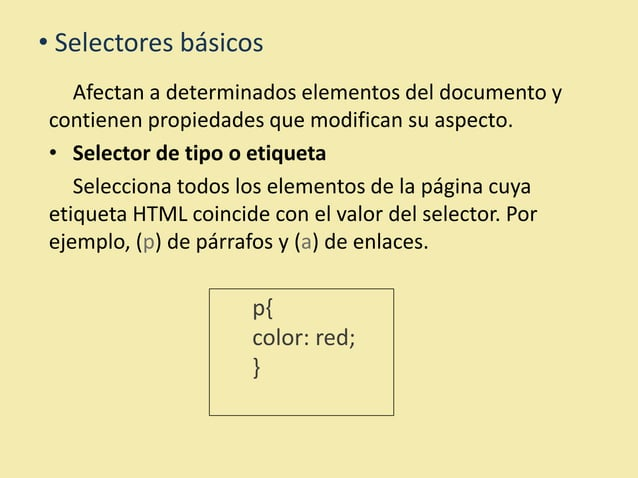 • Selectores básicos
Afectan a determinados elementos del documento y
contienen propiedades que modifican su aspecto.
• Selector de tipo o etiqueta
Selecciona todos los elementos de la página cuya
etiqueta HTML coincide con el valor del selector. Por
ejemplo, (p) de párrafos y (a) de enlaces.
p{
color: red;
}